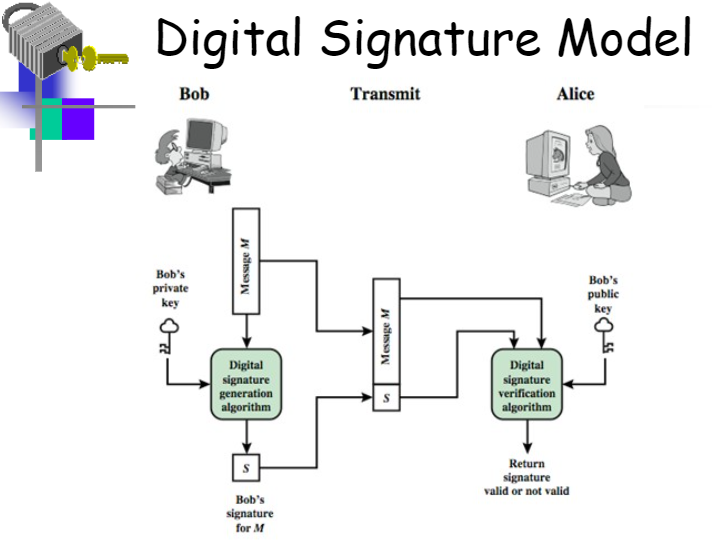 Digital Signature Model
Bob
Transmit
Alice
Message M
Bob's
private
key
Message M
S
Bob's
public
key
Digital
signature
generation
algorithm
Digital
signature
verification
algorithm
S
Bob's
signature
for M
Return
signature
valid or not valid